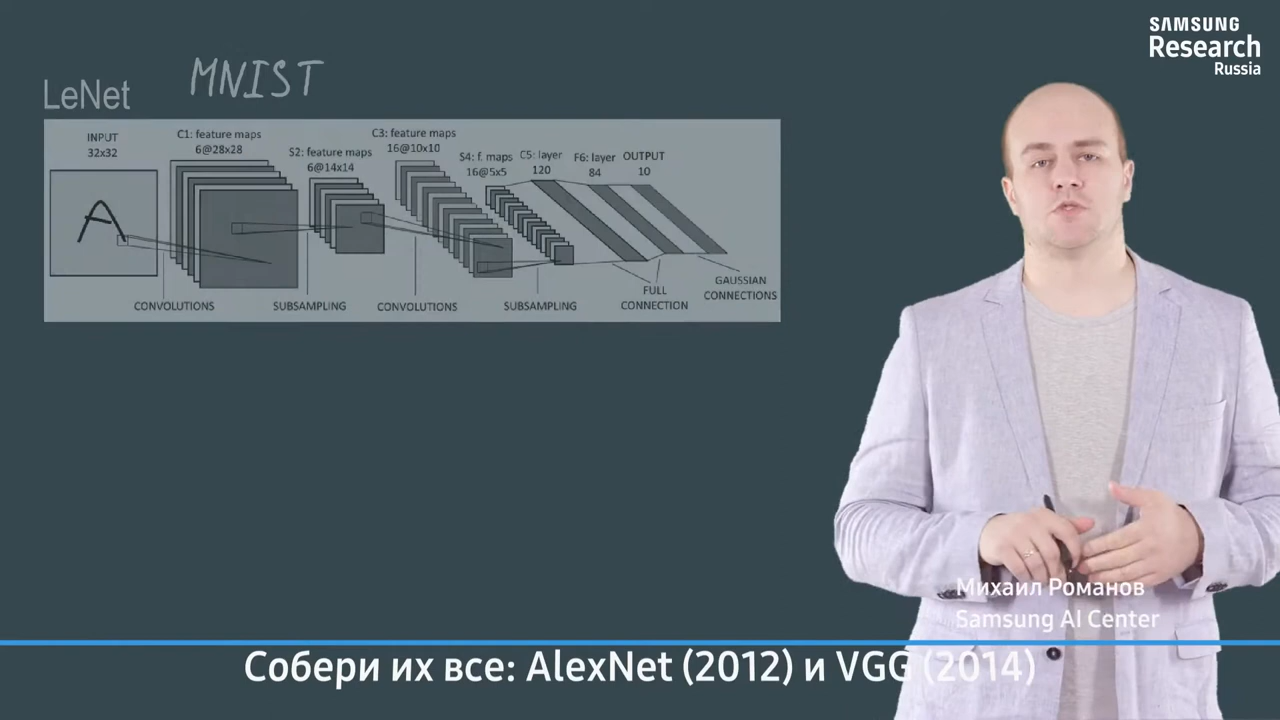 SAMSUNG
Research
Russia
MNIST
LeNet
INPUT
32x32
C1: feature maps
6@28x28
S2: feature maps
6@14x14
C3: feature maps
16@10x10
S4: f. maps
16@5x5
C5: layer
120
F6: layer
84
OUTPUT
10
A
CONVOLUTIONS
SUBSAMPLING
CONVOLUTIONS
SUBSAMPLING
FULL
CONNECTION
GAUSSIAN
CONNECTIONS
Михаил Романов
Samsung AI Center
Собери их все: AlexNet (2012) и VGG (2014)